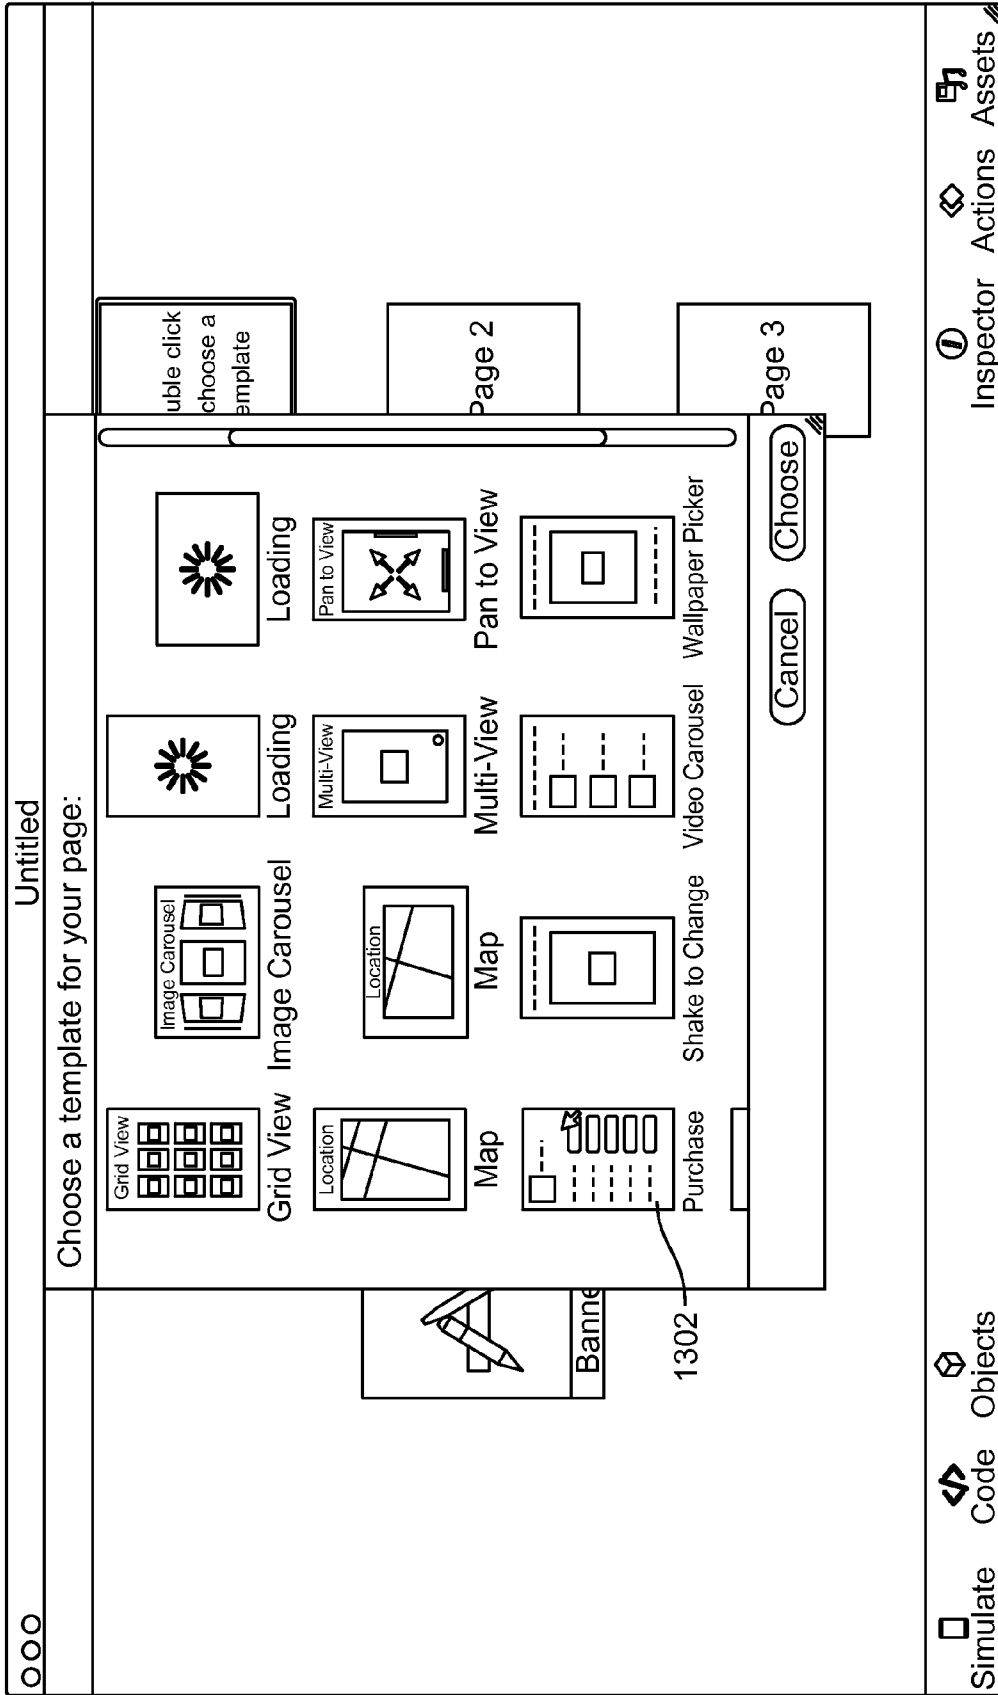 Untitled
Choose a template for your page:
Grid View
Image Carousel
Grid View
Image Carousel
Loading
Loading
Location
Location
Multi-View
Pan to View
Map
Map
Multi-View
Pan to View
Purchase
Shake to Change
Video Carousel
Wallpaper Picker
Cancel
Choose
1302
Banne
uble click
choose a
emplate
Page 2
Page 3
Simulate
Code
Objects
Inspector
Actions
Assets